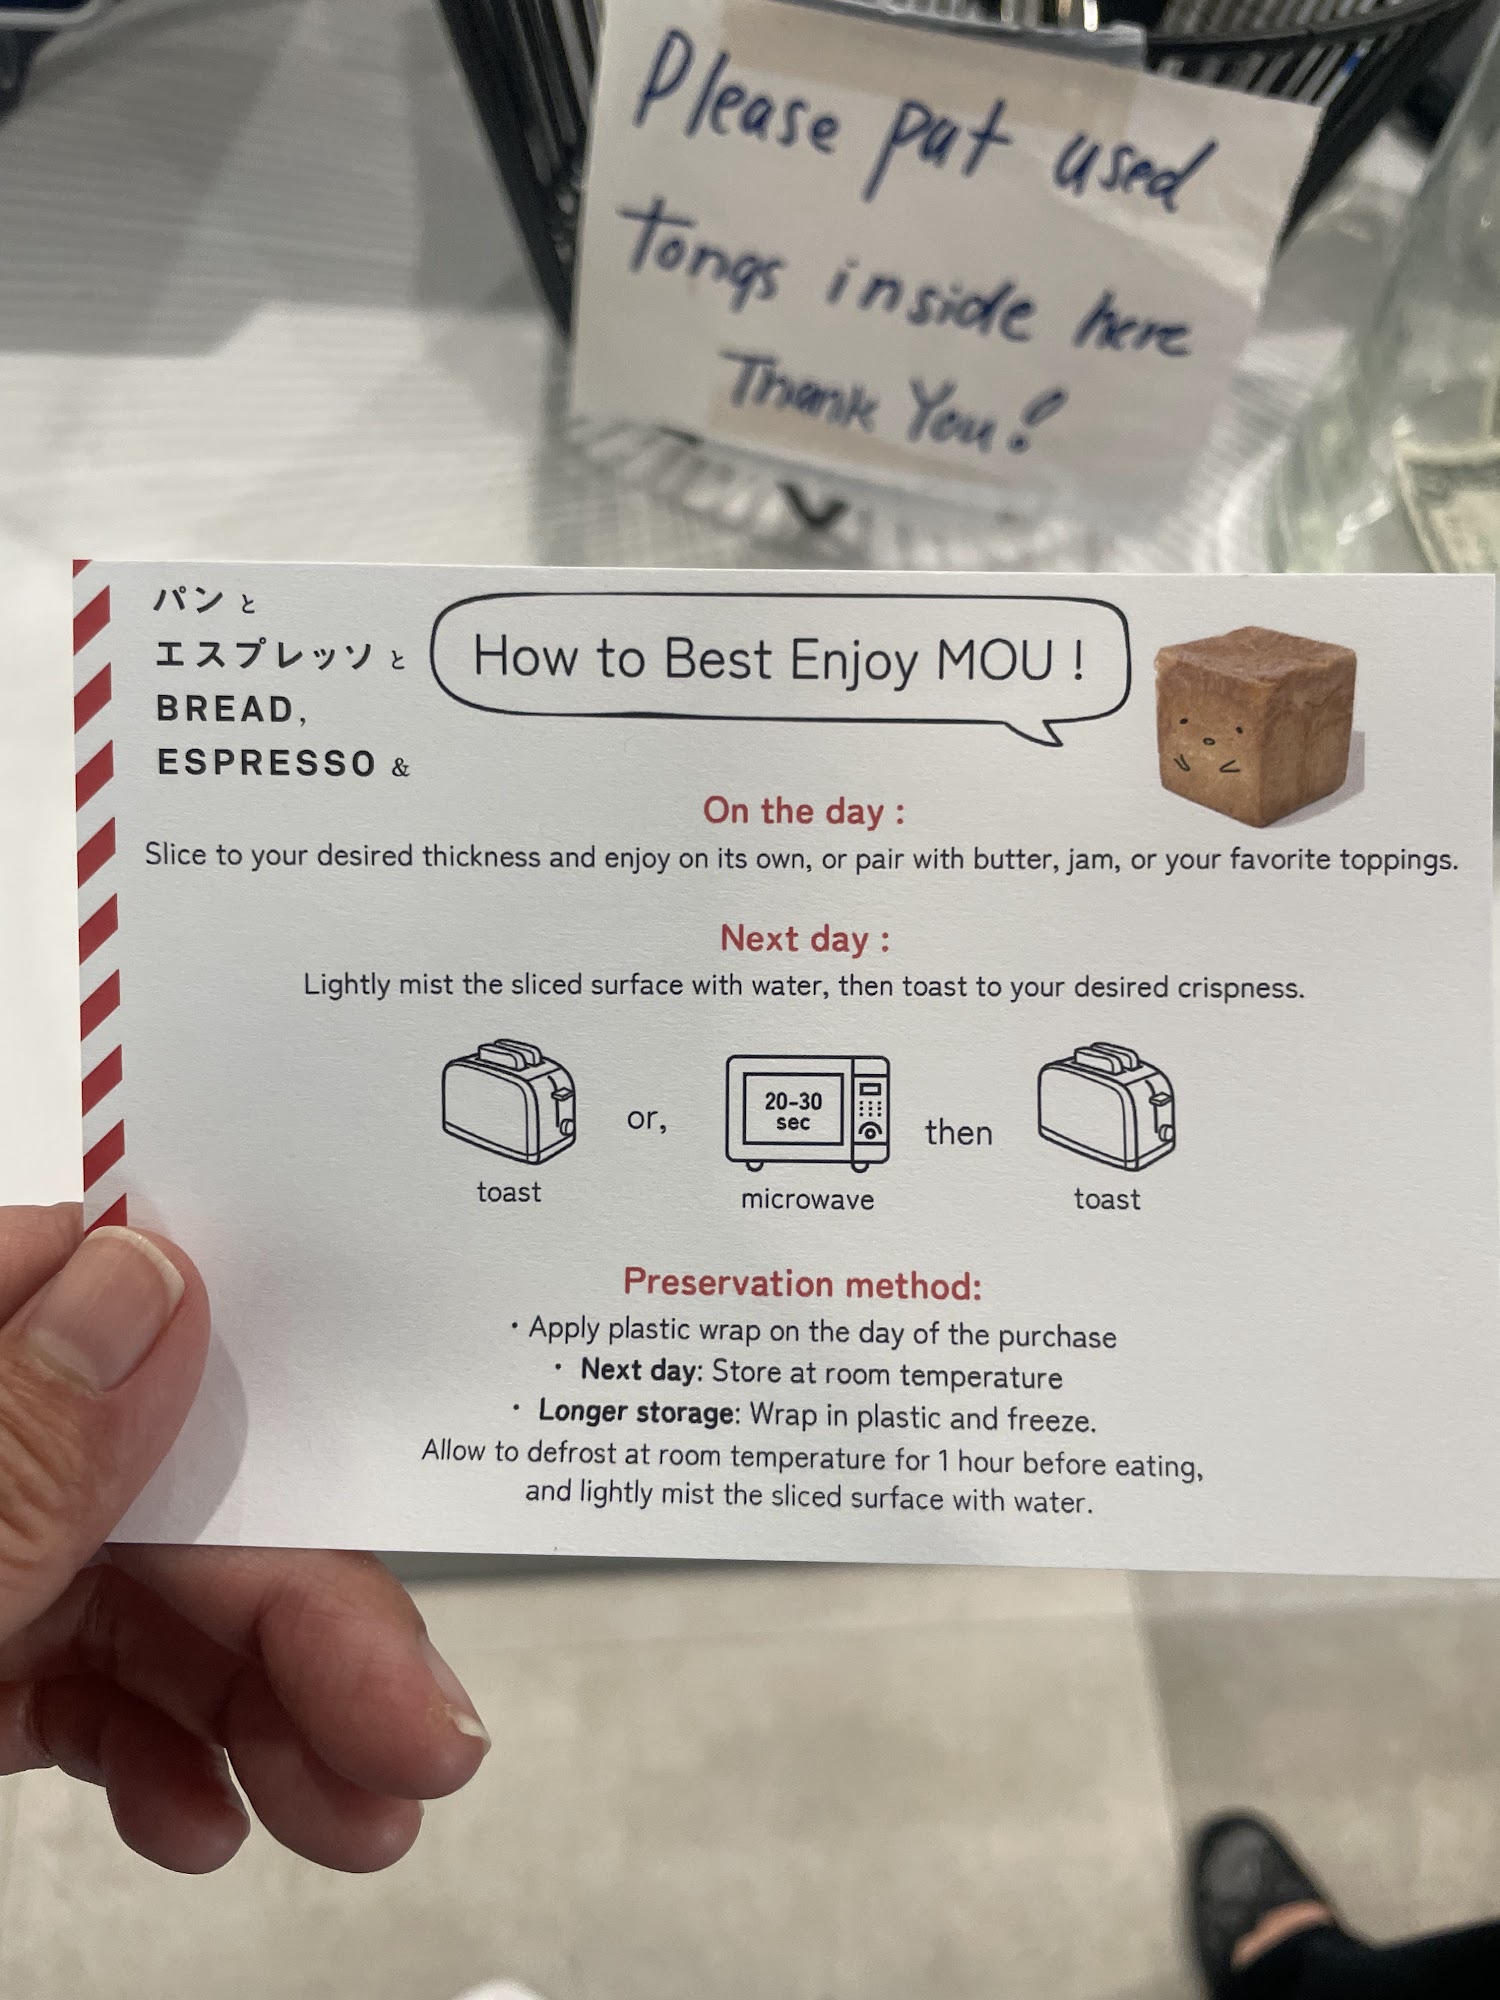 Please put used
tongs inside here
Thank You!
パンと
エスプレッソと
BREAD,
ESPRESSO &
How to Best Enjoy MOU !
On the day :
Slice to your desired thickness and enjoy on its own, or pair with butter, jam, or your favorite toppings.
Next day :
Lightly mist the sliced surface with water, then toast to your desired crispness.
toast
or,
20-30
sec
microwave
then
toast
Preservation method:
・Apply plastic wrap on the day of the purchase
・ Next day: Store at room temperature
・ Longer storage: Wrap in plastic and freeze.
Allow to defrost at room temperature for 1 hour before eating,
and lightly mist the sliced surface with water.